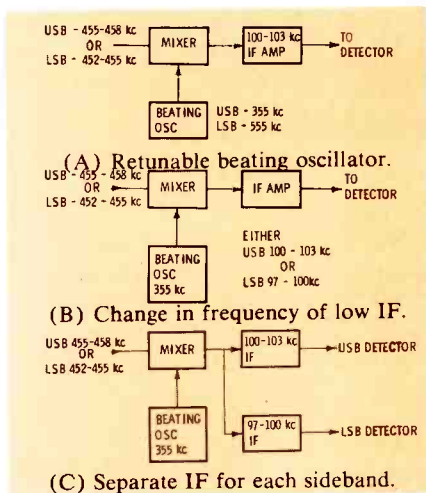 USB - 455-458 kc
OR
LSB - 452-455 kc
MIXER
100-103 kc
IF AMP
TO
DETECTOR
BEATING
OSC
USB - 355 kc
LSB - 555 kc
(A) Retunable beating oscillator.
USB - 455-458 kc
OR
LSB - 452-455 kc
MIXER
IF AMP
TO
DETECTOR
BEATING
OSC
355 kc
EITHER
USB 100 - 103 kc
OR
LSB 97 - 100kc
(B) Change in frequency of low IF.
USB 455-458 kc
OR
LSB 452-455 kc
MIXER
100-103 kc
IF
USB DETECTOR
BEATING
OSC
355 kc
97-100 kc
IF
LSB DETECTOR
(C) Separate IF for each sideband.